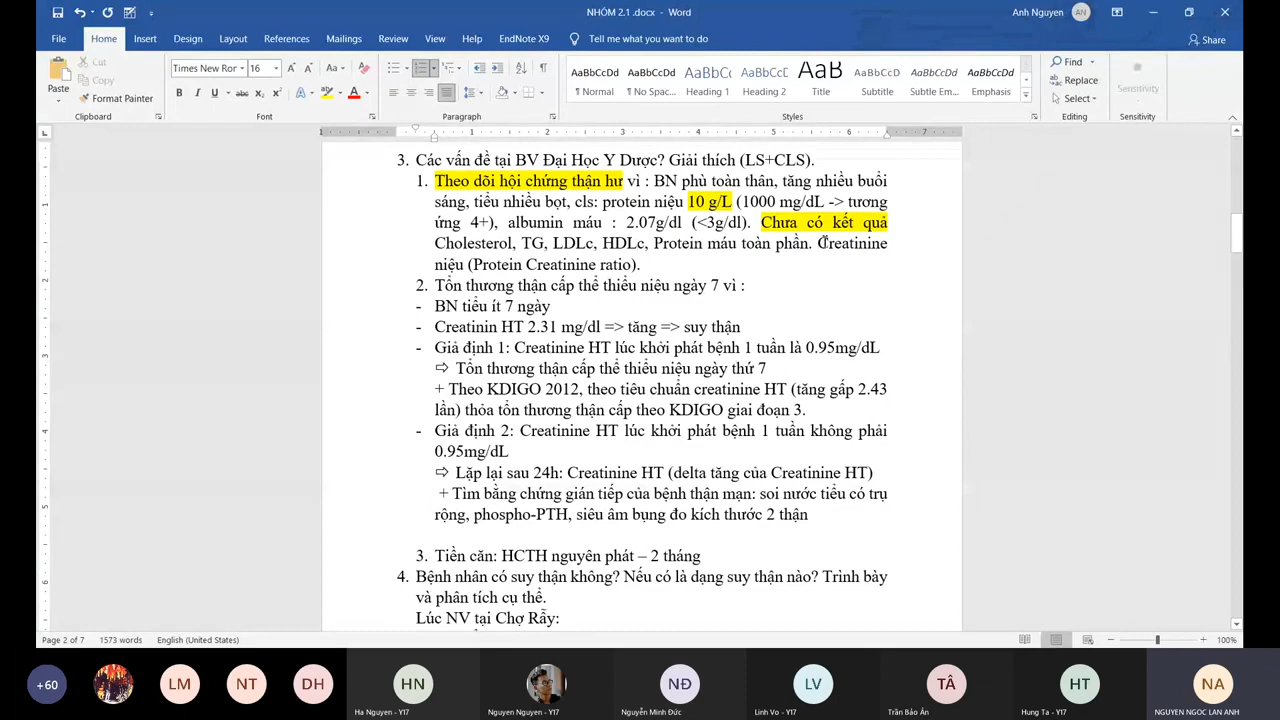 NHÓM 2.1 .docx - Word
Anh Nguyen
AN
File Home Insert Draw Design Layout References Mailings Review View Help EndNote X9 Tell me what you want to do
Share
Paste
Cut
Copy
Format Painter
Clipboard
Times New Ror
16
Font
Paragraph
AaBbCcDd AaBbCcDd AaBbCc AaBbCcD AaB AaBbCcD AaBbCcDd AaBbCcDd
¶ Normal ¶ No Spac... Heading 1 Heading 2 Title Subtitle Subtle Em... Emphasis
Styles
Find
Replace
Select
Editing
Sensitivity
Sensitivity
3. Các vấn đề tại BV Đại Học Y Dược? Giải thích (LS+CLS).
1. Theo dõi hội chứng thận hư vì : BN phù toàn thân, tăng nhiều buổi
sáng, tiểu nhiều bọt, cls: protein niệu 10 g/L (1000 mg/dL -> tương
ứng 4+), albumin máu : 2.07g/dl (<3g/dl). Chưa có kết quả
Cholesterol, TG, LDLc, HDLc, Protein máu toàn phần. Creatinine
niệu (Protein Creatinine ratio).
2. Tổn thương thận cấp thể thiểu niệu ngày 7 vì :
- BN tiểu ít 7 ngày
- Creatinin HT 2.31 mg/dl => tăng => suy thận
- Giả định 1: Creatinine HT lúc khởi phát bệnh 1 tuần là 0.95mg/dL
⇨ Tổn thương thận cấp thể thiểu niệu ngày thứ 7
+ Theo KDIGO 2012, theo tiêu chuẩn creatinine HT (tăng gấp 2.43
lần) thỏa tổn thương thận cấp theo KDIGO giai đoạn 3.
- Giả định 2: Creatinine HT lúc khởi phát bệnh 1 tuần không phải
0.95mg/dL
⇨ Lặp lại sau 24h: Creatinine HT (delta tăng của Creatinine HT)
+ Tìm bằng chứng gián tiếp của bệnh thận mạn: soi nước tiểu có trụ
rộng, phospho-PTH, siêu âm bụng đo kích thước 2 thận
3. Tiền căn: HCTH nguyên phát – 2 tháng
4. Bệnh nhân có suy thận không? Nếu có là dạng suy thận nào? Trình bày
và phân tích cụ thể.
Lúc NV tại Chợ Rẫy:
Page 2 of 7 1573 words English (United States)
100%
+60 LM NT DH HN NĐ LV TÂ HT NA
Ha Nguyen - Y17 Nguyen Nguyen - Y17 Nguyễn Minh Đức Linh Vo - Y17 Trần Bảo Ân Hung Ta - Y17 NGUYEN NGOC LAN ANH